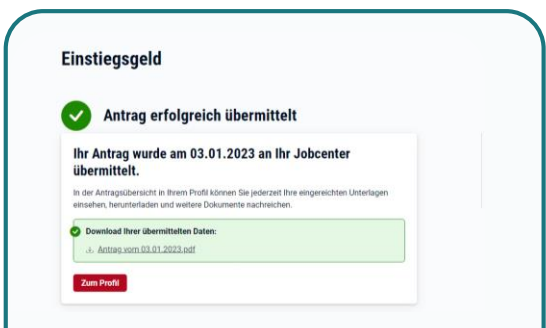 Einstiegsgeld
Antrag erfolgreich übermittelt
Ihr Antrag wurde am 03.01.2023 an Ihr Jobcenter
übermittelt.
In der Antragsübersicht in Ihrem Profil können Sie jederzeit Ihre eingereichten Unterlagen
einsehen, herunterladen und weitere Dokumente nachreichen.
Download Ihrer übermittelten Daten:
Antrag vom 03.01.2023.pdf
Zum Profil